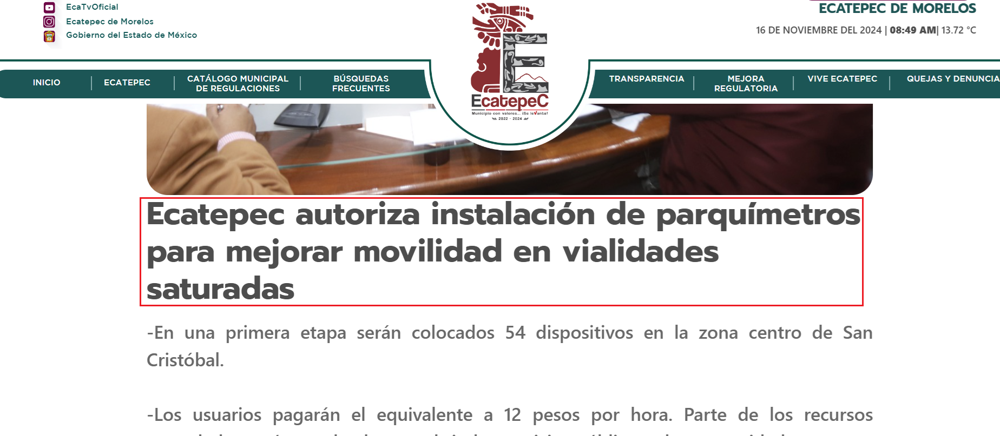 EcaTvOficial
Ecatepec de Morelos
Gobierno del Estado de México
ECATEPEC DE MORELOS
16 DE NOVIEMBRE DEL 2024 | 08:49 AM| 13.72 °C
INICIO
ECATEPEC
CATÁLOGO MUNICIPAL
DE REGULACIONES
BÚSQUEDAS
FRECUENTES
EcatepeC
Municipio con valores... ¡Se leVanta!
2022 - 2024
TRANSPARENCIA
MEJORA
REGULATORIA
VIVE ECATEPEC
QUEJAS Y DENUNCIA
Ecatepec autoriza instalación de parquímetros
para mejorar movilidad en vialidades
saturadas
-En una primera etapa serán colocados 54 dispositivos en la zona centro de San
Cristóbal.
-Los usuarios pagarán el equivalente a 12 pesos por hora. Parte de los recursos